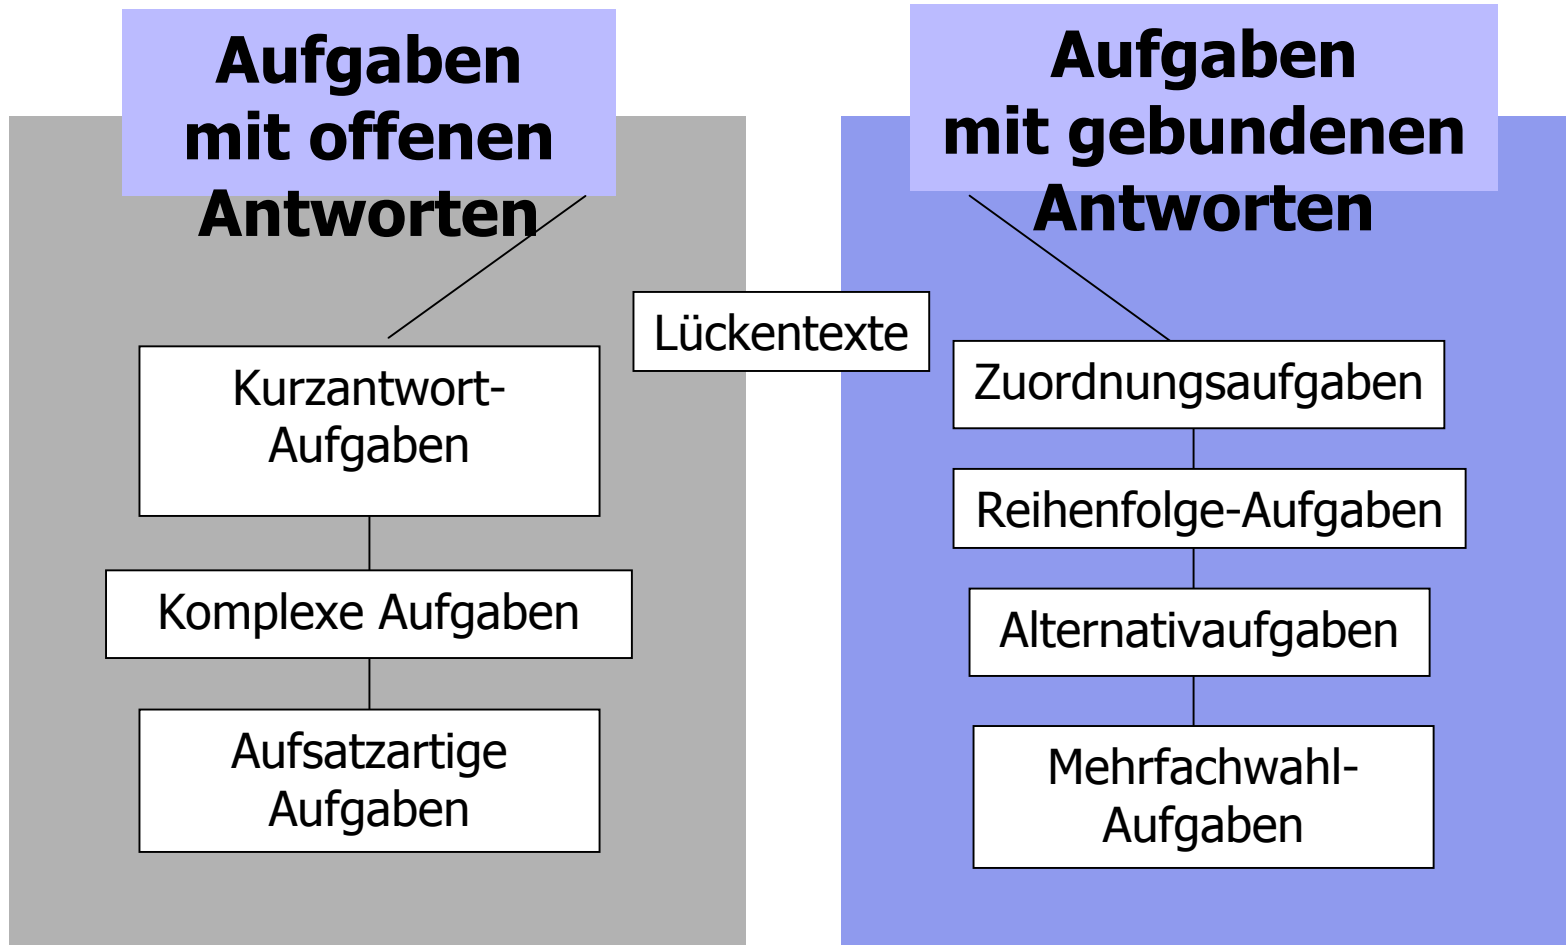 Aufgaben
mit offenen
Antworten
Kurzantwort-
Aufgaben
Komplexe Aufgaben
Aufsatzartige
Aufgaben
Lückentexte
Aufgaben
mit gebundenen
Antworten
Zuordnungsaufgaben
Reihenfolge-Aufgaben
Alternativaufgaben
Mehrfachwahl-
Aufgaben